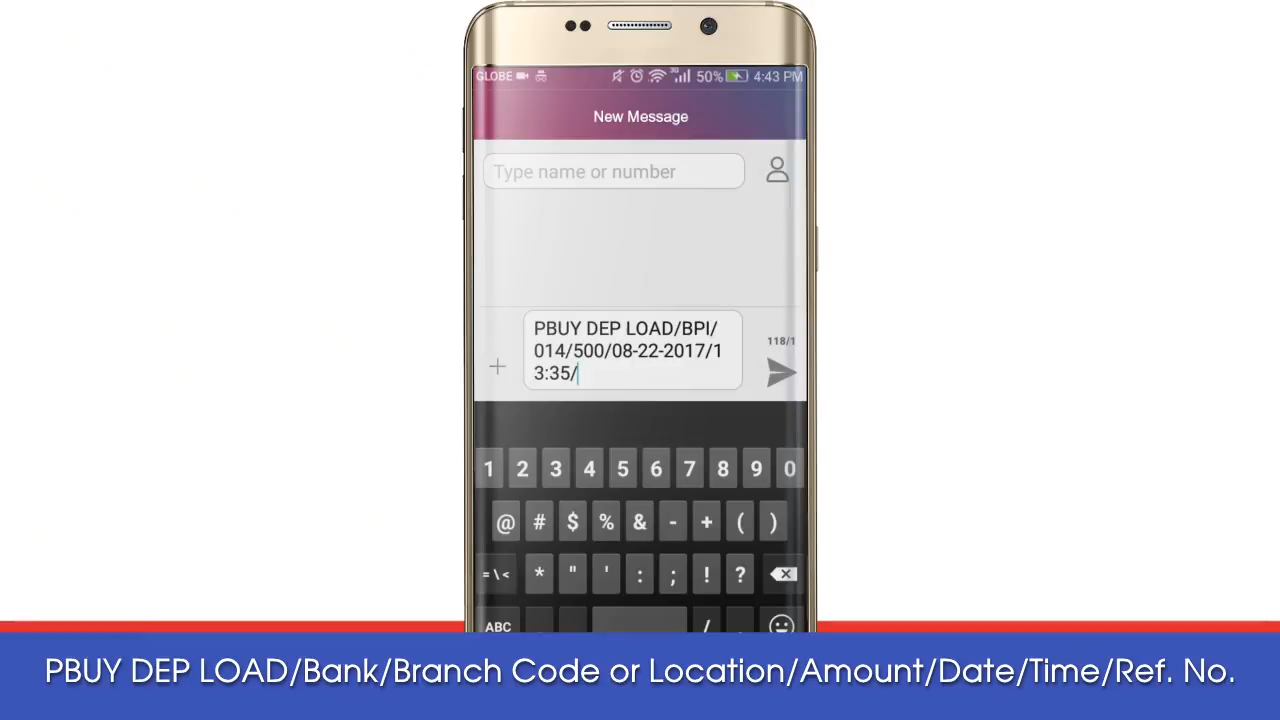 GLOBE 3G 50% 4:43 PM
New Message
Type name or number
PBUY DEP LOAD/BPI/
014/500/08-22-2017/1
3:35/
118/1
1 2 3 4 5 6 7 8 9 0
@ # $ % & - + ( )
=\< * " ' : ; ! ?
ABC /
PBUY DEP LOAD/Bank/Branch Code or Location/Amount/Date/Time/Ref. No.